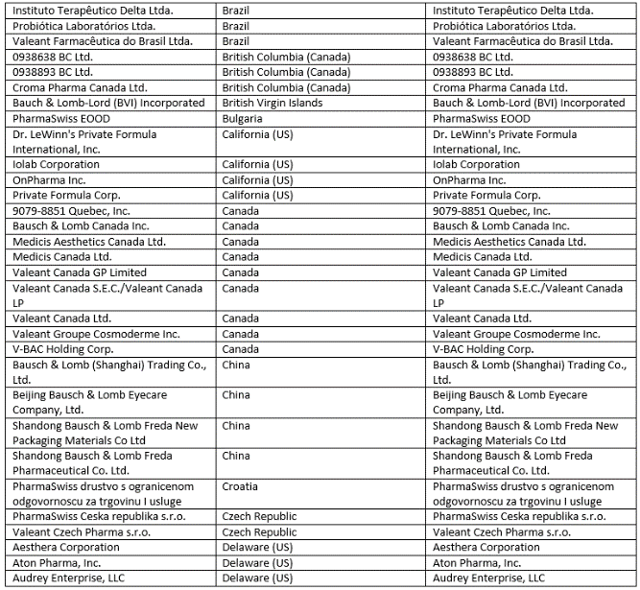 Instituto Terapêutico Delta Ltda. Brazil Instituto Terapêutico Delta Ltda.
Probiótica Laboratórios Ltda. Brazil Probiótica Laboratórios Ltda.
Valeant Farmacêutica do Brasil Ltda. Brazil Valeant Farmacêutica do Brasil Ltda.
0938638 BC Ltd. British Columbia (Canada) 0938638 BC Ltd.
0938893 BC Ltd. British Columbia (Canada) 0938893 BC Ltd.
Croma Pharma Canada Ltd. British Columbia (Canada) Croma Pharma Canada Ltd.
Bauch & Lomb-Lord (BVI) Incorporated British Virgin Islands Bauch & Lomb-Lord (BVI) Incorporated
PharmaSwiss EOOD Bulgaria PharmaSwiss EOOD
Dr. LeWinn's Private Formula California (US) Dr. LeWinn's Private Formula
International, Inc. International, Inc.
Iolab Corporation California (US) Iolab Corporation
OnPharma Inc. California (US) OnPharma Inc.
Private Formula Corp. California (US) Private Formula Corp.
9079-8851 Quebec, Inc. Canada 9079-8851 Quebec, Inc.
Bausch & Lomb Canada Inc. Canada Bausch & Lomb Canada Inc.
Medicis Aesthetics Canada Ltd. Canada Medicis Aesthetics Canada Ltd.
Medicis Canada Ltd. Canada Medicis Canada Ltd.
Valeant Canada GP Limited Canada Valeant Canada GP Limited
Valeant Canada S.E.C./Valeant Canada Canada Valeant Canada S.E.C./Valeant Canada
LP LP
Valeant Canada Ltd. Canada Valeant Canada Ltd.
Valeant Groupe Cosmoderme Inc. Canada Valeant Groupe Cosmoderme Inc.
V-BAC Holding Corp. Canada V-BAC Holding Corp.
Bausch & Lomb (Shanghai) Trading Co., China Bausch & Lomb (Shanghai) Trading Co.,
Ltd. Ltd.
Beijing Bausch & Lomb Eyecare China Beijing Bausch & Lomb Eyecare
Company, Ltd. Company, Ltd.
Shandong Bausch & Lomb Freda New China Shandong Bausch & Lomb Freda New
Packaging Materials Co Ltd Packaging Materials Co Ltd
Shandong Bausch & Lomb Freda China Shandong Bausch & Lomb Freda
Pharmaceutical Co. Ltd. Pharmaceutical Co. Ltd.
PharmaSwiss drustvo s ogranicenom Croatia PharmaSwiss drustvo s ogranicenom
odgovornoscu za trgovinu I usluge odgovornoscu za trgovinu I usluge
PharmaSwiss Ceska republika s.r.o. Czech Republic PharmaSwiss Ceska republika s.r.o.
Valeant Czech Pharma s.r.o. Czech Republic Valeant Czech Pharma s.r.o.
Aesthera Corporation Delaware (US) Aesthera Corporation
Aton Pharma, Inc. Delaware (US) Aton Pharma, Inc.
Audrey Enterprise, LLC Delaware (US) Audrey Enterprise, LLC